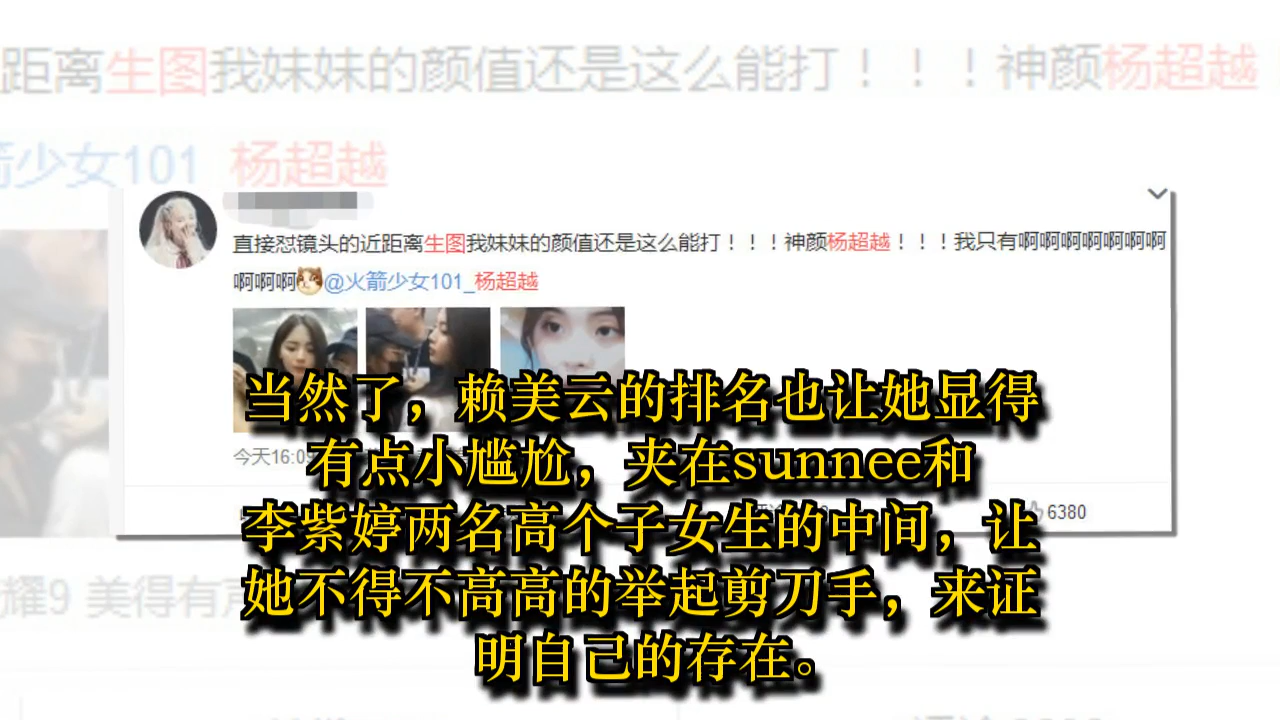 距离生图我妹妹的颜值还是这么能打！！！神颜杨超越
箭少女101_杨超越
直接怼镜头的近距离生图我妹妹的颜值还是这么能打！！！神颜杨超越！！！我只有啊啊啊啊啊啊啊
啊啊啊@火箭少女101_杨超越
当然了，赖美云的排名也让她显得
今天16:0
有点小尴尬，夹在sunnee和
6380
李紫婷两名高个子女生的中间，让
耀9 美得有
她不得不高高的举起剪刀手，来证
明自己的存在。